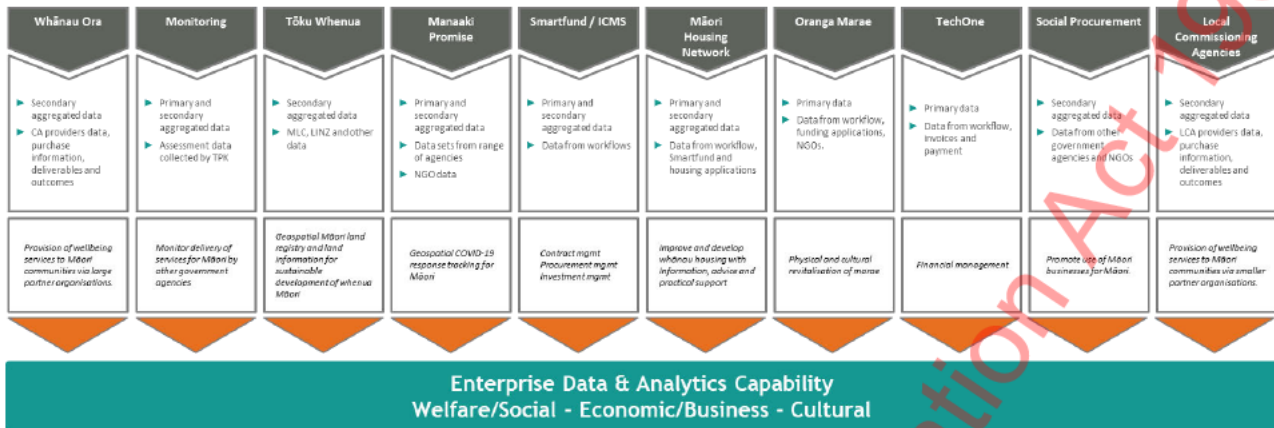 Whānau Ora
Monitoring
Tōku Whenua
Manaaki
Promise
Smartfund / ICMS
Māori
Housing
Network
Oranga Marae
TechOne
Social Procurement
Local
Commissioning
Agencies
Secondary
aggregated data
CA providers data,
purchase
information,
deliverables and
outcomes
Primary and
secondary
aggregated data
Assessment data
collected by TPK
Secondary
aggregated data
MLC, LINZ and other
data
Primary and
secondary
aggregated data
Data sets from range
of agencies
NGO data
Primary and
secondary
aggregated data
Data from workflows
Primary and
secondary
aggregated data
Data from workflow,
Smartfund and
housing applications
Primary data
Data from workflow,
funding applications,
NGOs.
Primary data
Data from workflow,
invoices and
payment
Secondary
aggregated data
Data from other
government
agencies and NGOs
Secondary
aggregated data
LCA providers data,
purchase
information,
deliverables and
outcomes
Provision of wellbeing
services to Māori
communities via large
partner organisations.
Monitor delivery of
services for Māori by
other government
agencies
Geospatial Māori land
registry and land
information for
sustainable
development of whenua
Māori
Geospatial COVID-19
response tracking for
Māori
Contract mgmt
Procurement mgmt
Investment mgmt
Improve and develop
whānau housing with
information, advice and
practical support
Physical and cultural
revitalisation of marae
Financial management
Promote use of Māori
businesses for Māori.
Provision of wellbeing
services to Māori
communities via smaller
partner organisations.
Enterprise Data & Analytics Capability
Welfare/Social - Economic/Business - Cultural
Act